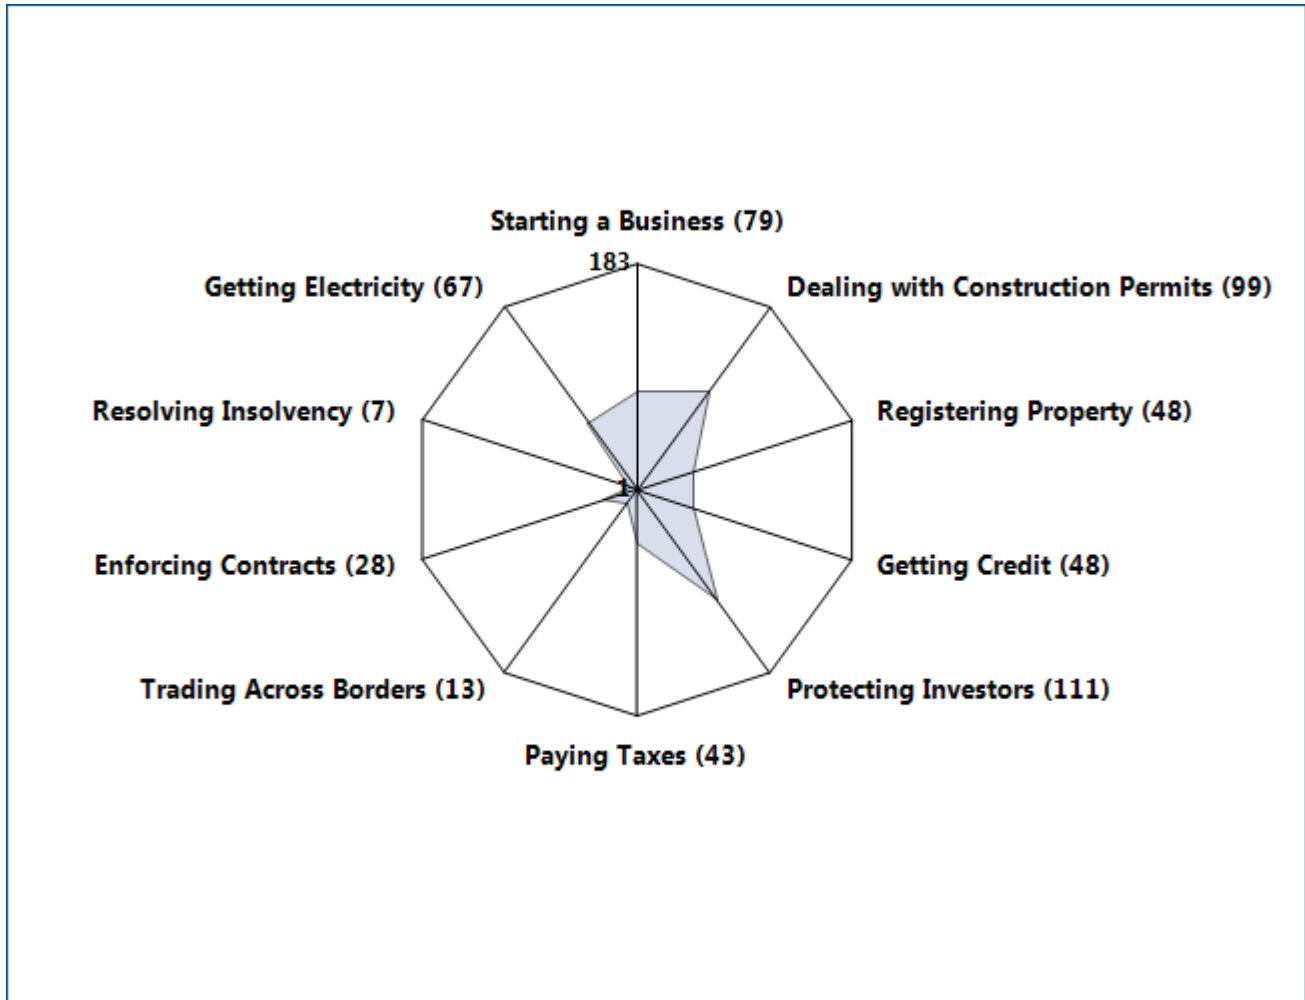 Starting a Business (79)
183
Getting Electricity (67)
Dealing with Construction Permits (99)
Resolving Insolvency (7)
Registering Property (48)
1
Enforcing Contracts (28)
Getting Credit (48)
Trading Across Borders (13)
Protecting Investors (111)
Paying Taxes (43)